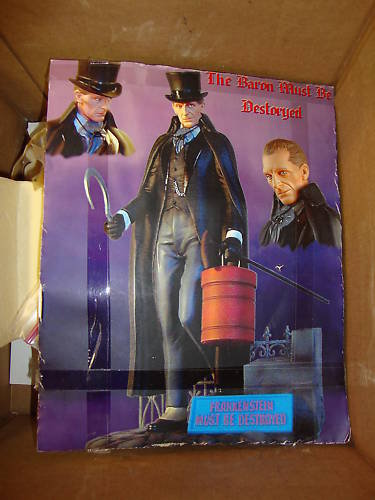 The Baron Must Be
Destoryed
FRANKENSTEIN
MUST BE DESTROYED